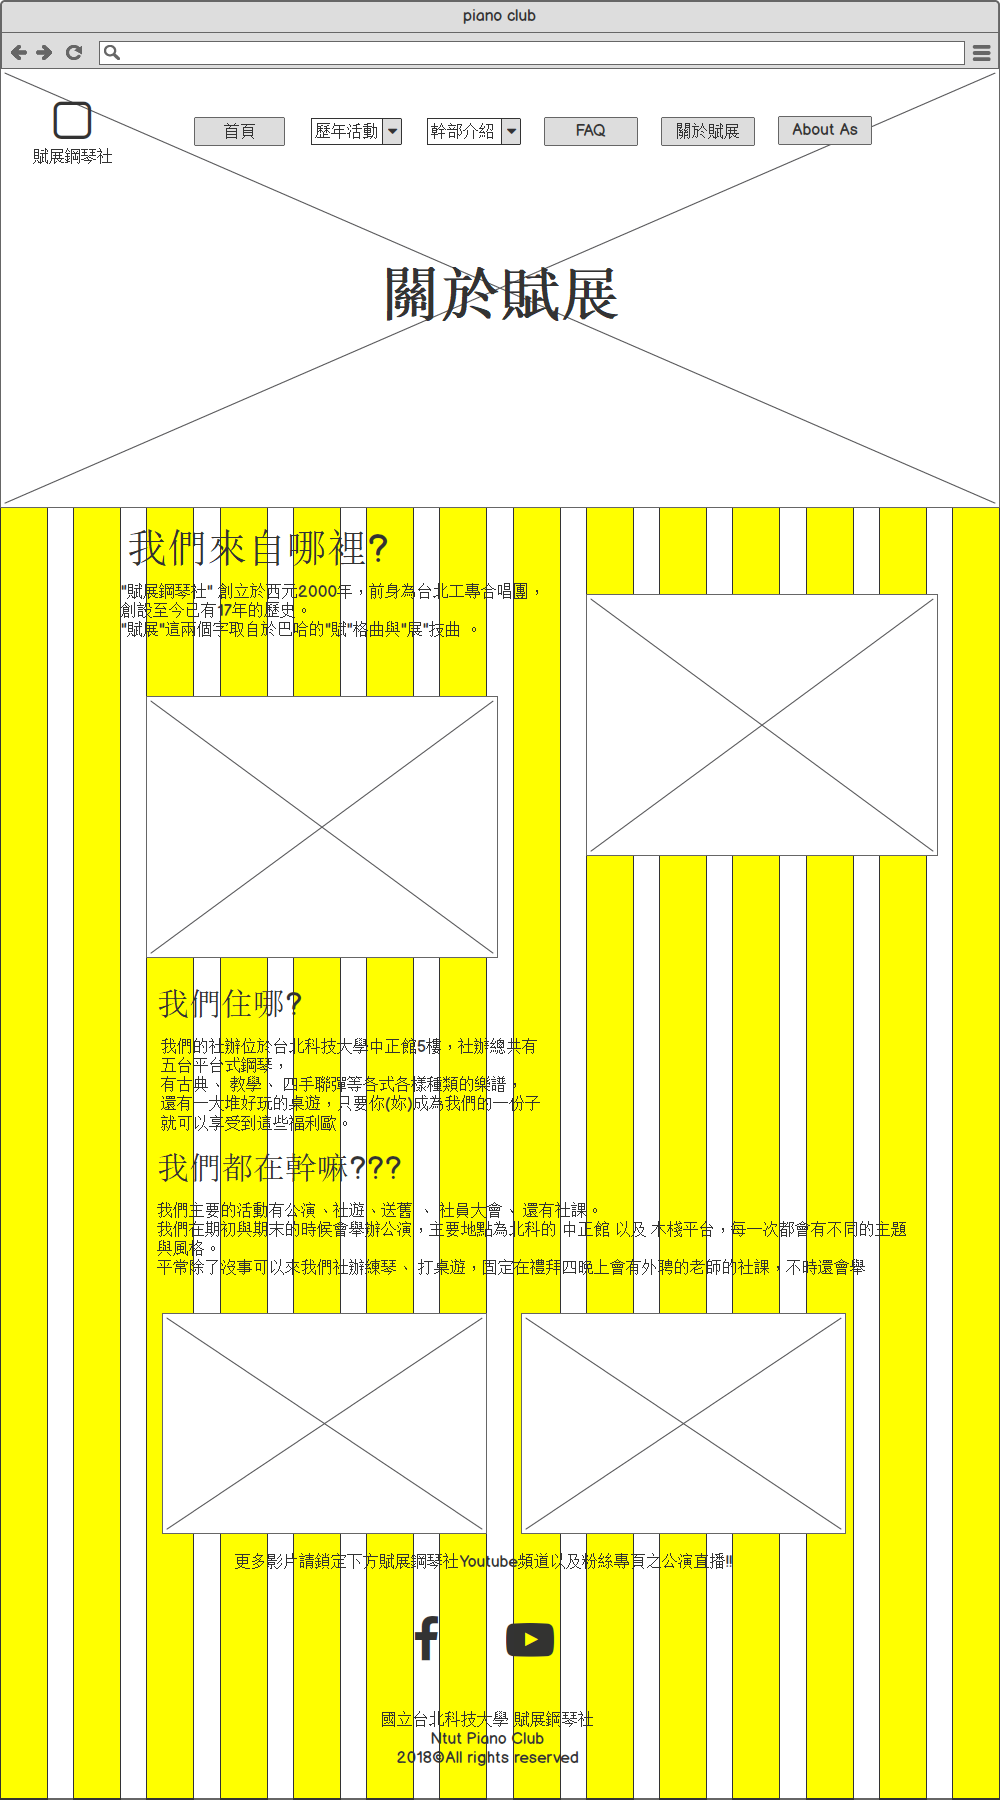 piano club
賦展鋼琴社
首頁
歷年活動
幹部介紹
FAQ
關於賦展
About As
關於賦展
我們來自哪裡?
"賦展鋼琴社" 創立於西元2000年，前身為台北工專合唱團，
創設至今已有17年的歷史。
"賦展"這兩個字取自於巴哈的"賦"格曲與"展"技曲 。
我們住哪?
我們的社辦位於台北科技大學中正館5樓，社辦總共有
五台平台式鋼琴，
有古典、 教學、 四手聯彈等各式各樣種類的樂譜，
還有一大堆好玩的桌遊，只要你(妳)成為我們的一份子
就可以享受到這些福利歐。
我們都在幹嘛???
我們主要的活動有公演 、社遊、送舊 、 社員大會、 還有社課。
我們在期初與期末的時候會舉辦公演，主要地點為北科的 中正館 以及 木棧平台，每一次都會有不同的主題
與風格。
平常除了沒事可以來我們社辦練琴、 打桌遊，固定在禮拜四晚上會有外聘的老師的社課，不時還會舉
更多影片請鎖定下方賦展鋼琴社Youtube頻道以及粉絲專頁之公演直播!!
國立台北科技大學 賦展鋼琴社
Ntut Piano Club
2018©All rights reserved